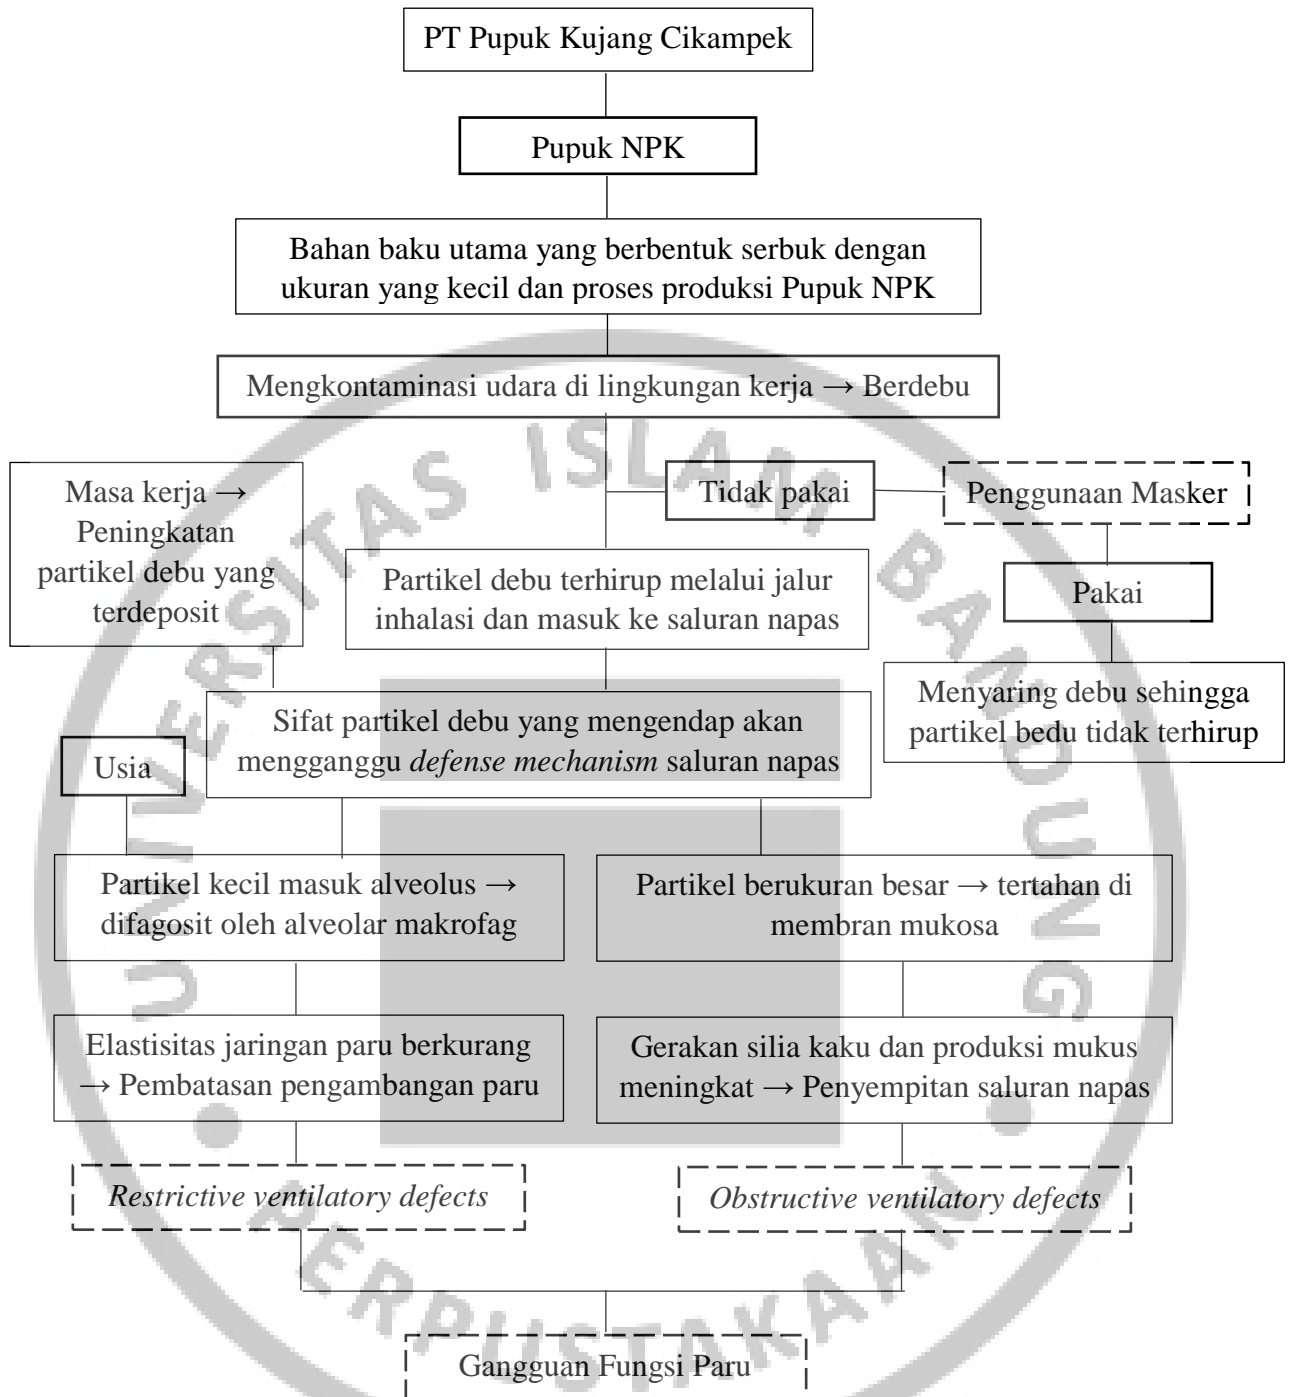 PT Pupuk Kujang Cikampek
Pupuk NPK
Bahan baku utama yang berbentuk serbuk dengan
ukuran yang kecil dan proses produksi Pupuk NPK
Mengkontaminasi udara di lingkungan kerja → Berdebu
Masa kerja →
Peningkatan
partikel debu yang
terdeposit
Tidak pakai
Penggunaan Masker
Partikel debu terhirup melalui jalur
inhalasi dan masuk ke saluran napas
Pakai
Menyaring debu sehingga
partikel bedu tidak terhirup
Sifat partikel debu yang mengendap akan
mengganggu defense mechanism saluran napas
Usia
Partikel kecil masuk alveolus →
difagosit oleh alveolar makrofag
Partikel berukuran besar → tertahan di
membran mukosa
Elastisitas jaringan paru berkurang
→ Pembatasan pengambangan paru
Gerakan silia kaku dan produksi mukus
meningkat → Penyempitan saluran napas
Restrictive ventilatory defects
Obstructive ventilatory defects
Gangguan Fungsi Paru
UNIVERSITAS ISLAM BANDUNG
PERPUSTAKAAN